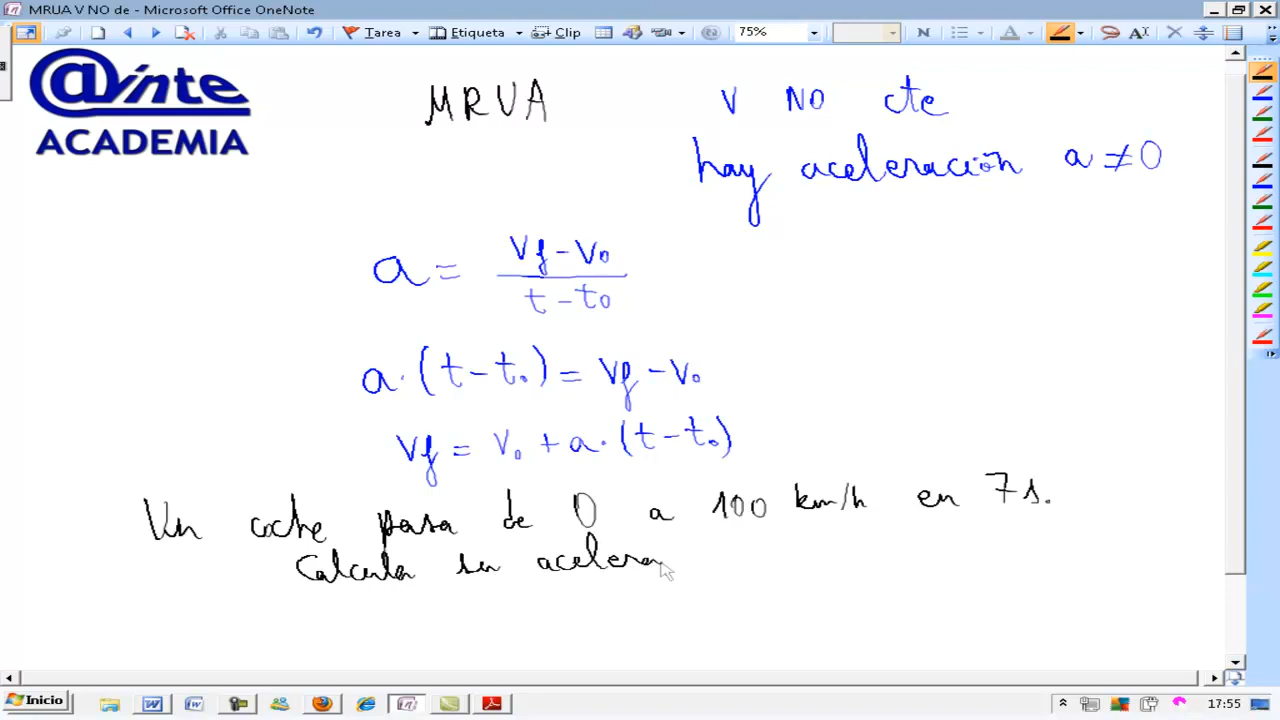 MRUA V NO de - Microsoft Office OneNote
Tarea Etiqueta Clip 75% N A
@inte
ACADEMIA
MRUA
V NO cte
hay aceleración a ≠ 0
a = Vf - V0 / t - t0
a · (t - t0) = Vf - V0
Vf = V0 + a · (t - t0)
Un coche pasa de 0 a 100 km/h en 7 s.
Calcula su acelera
Inicio
17:55